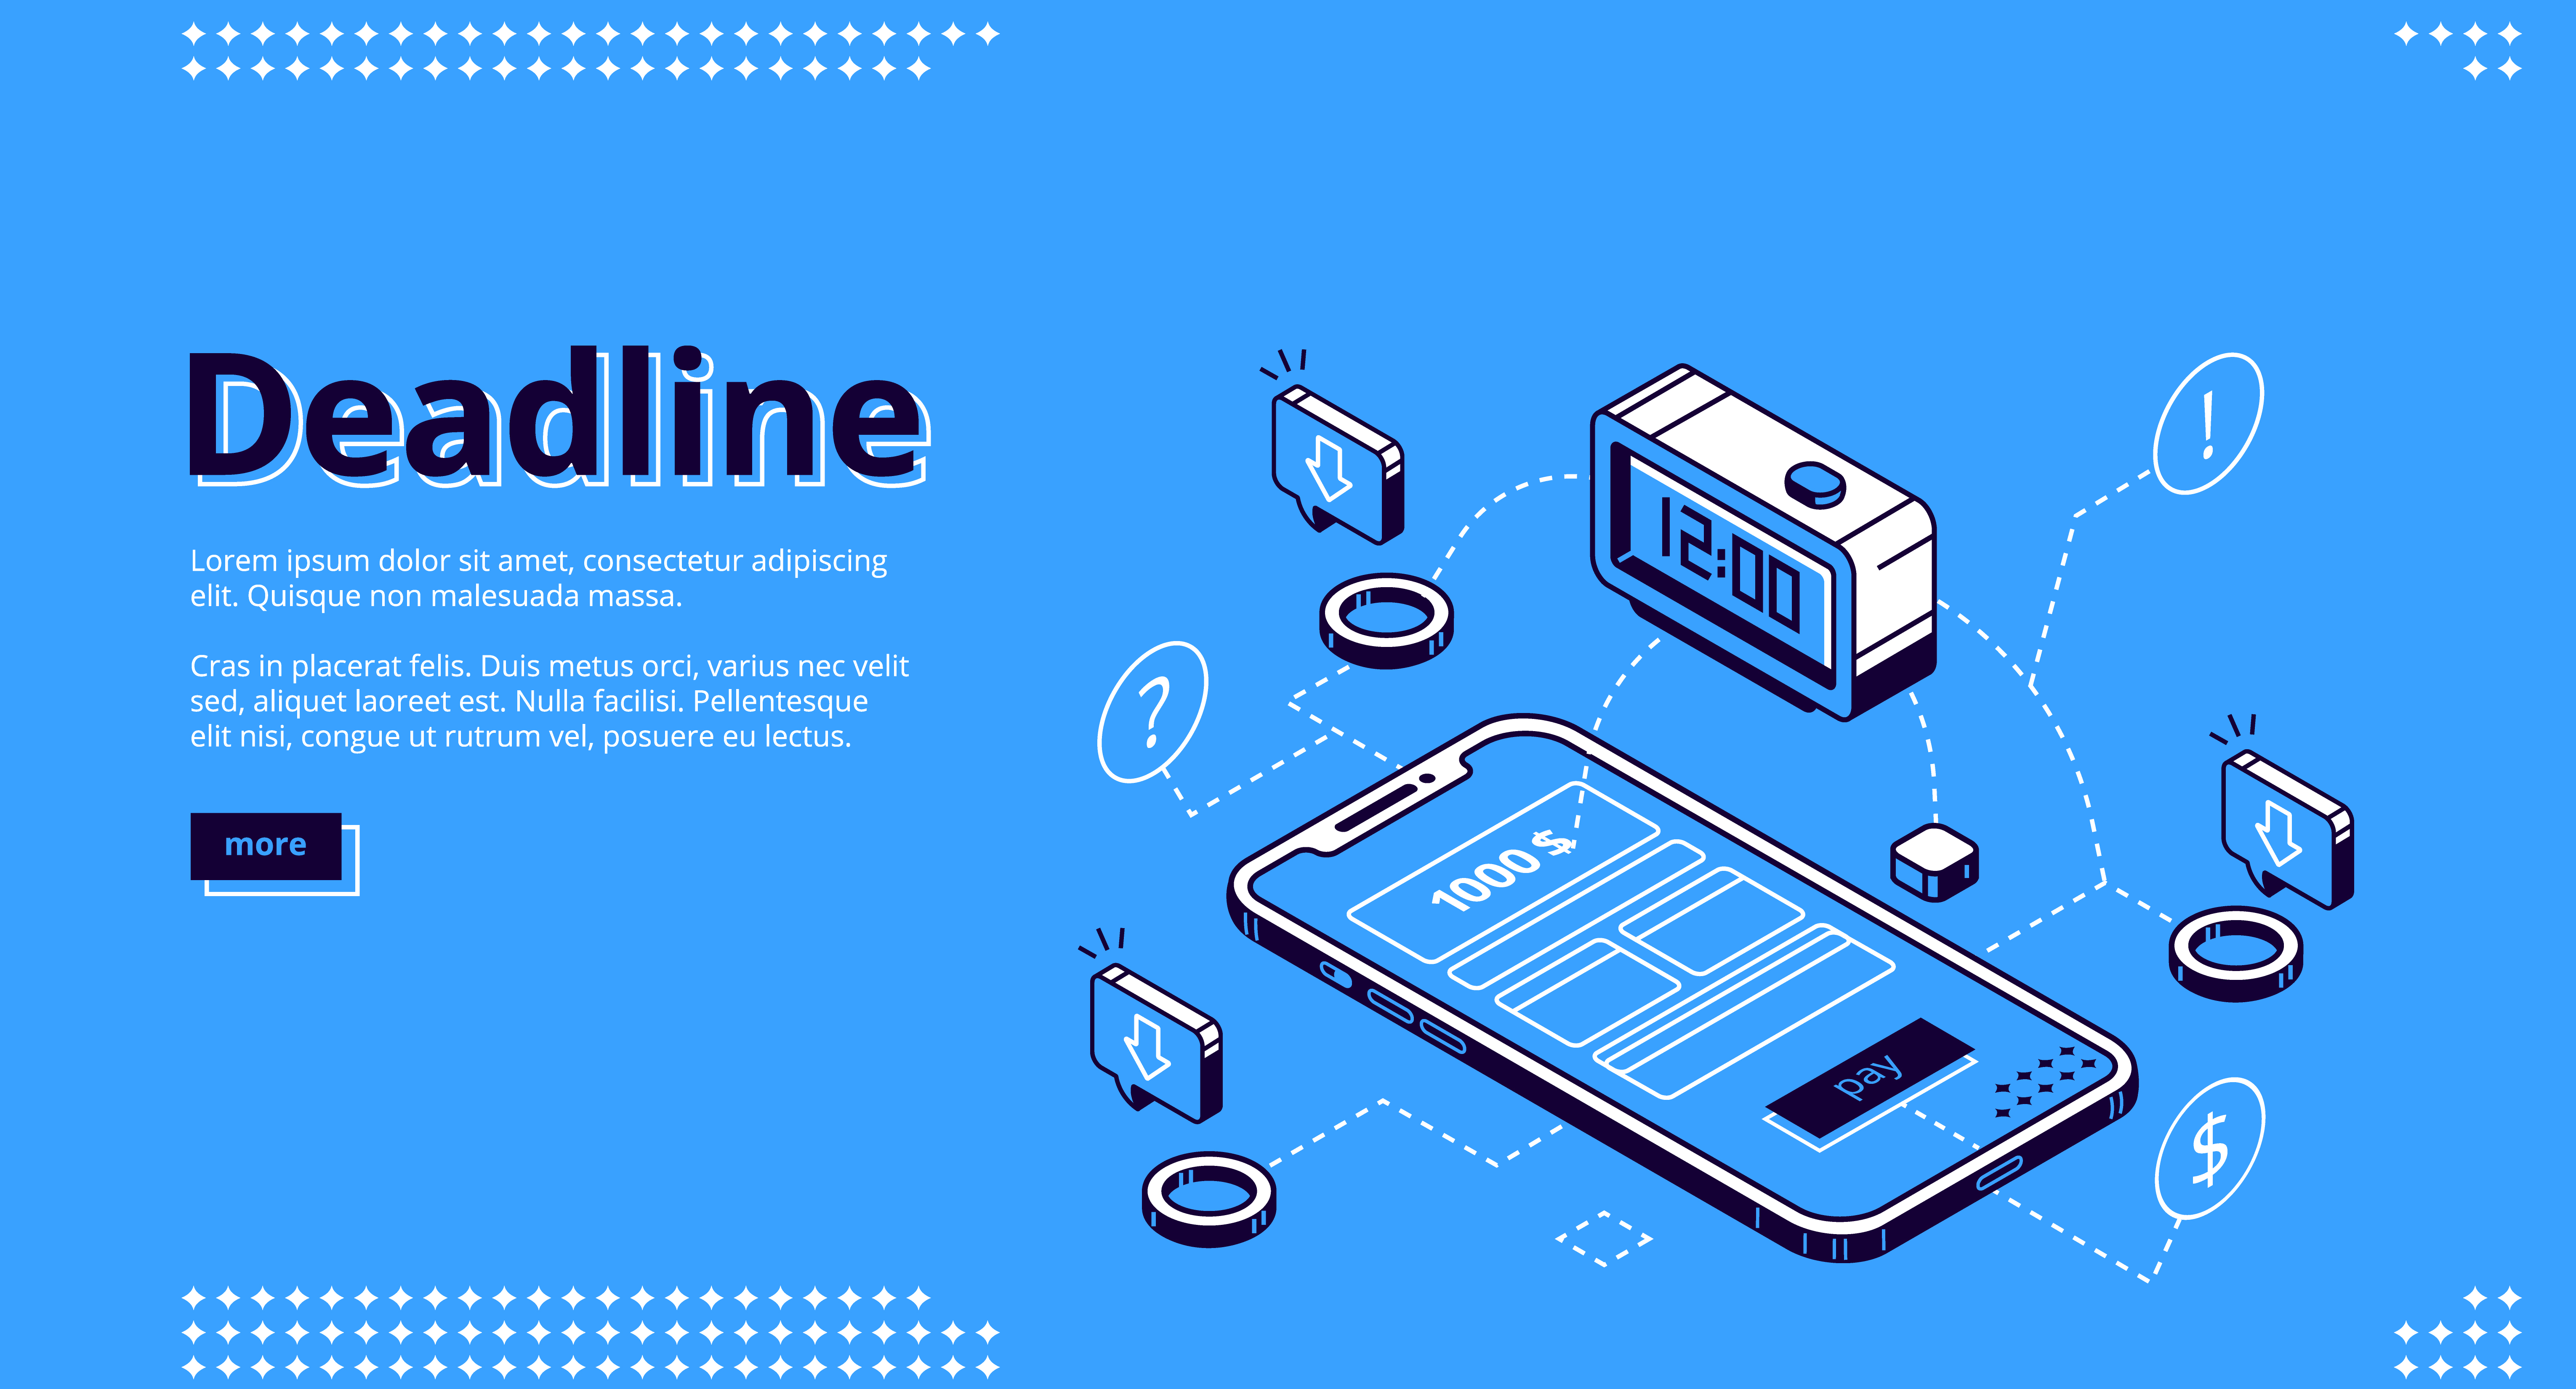 Deadline
Lorem ipsum dolor sit amet, consectetur adipiscing
elit. Quisque non malesuada massa.
Cras in placerat felis. Duis metus orci, varius nec velit
sed, aliquet laoreet est. Nulla facilisi. Pellentesque
elit nisi, congue ut rutrum vel, posuere eu lectus.
more
12:00
!
?
1000 $
pay
$